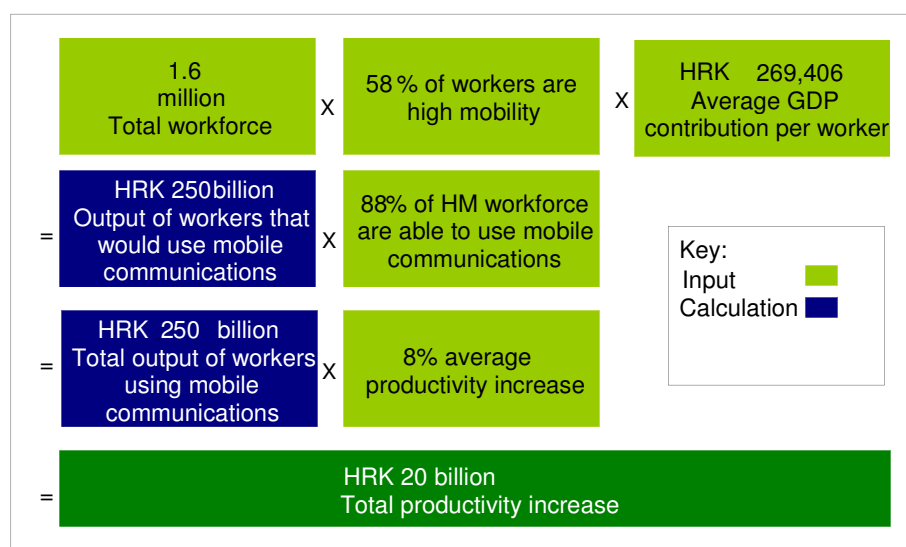 1.6
million
Total workforce
X
58 % of workers are
high mobility
X
HRK 269,406
Average GDP
contribution per worker
=
HRK 250billion
Output of workers that
would use mobile
communications
X
88% of HM workforce
are able to use mobile
communications
Key:
Input
Calculation
=
HRK 250 billion
Total output of workers
using mobile
communications
X
8% average
productivity increase
=
HRK 20 billion
Total productivity increase